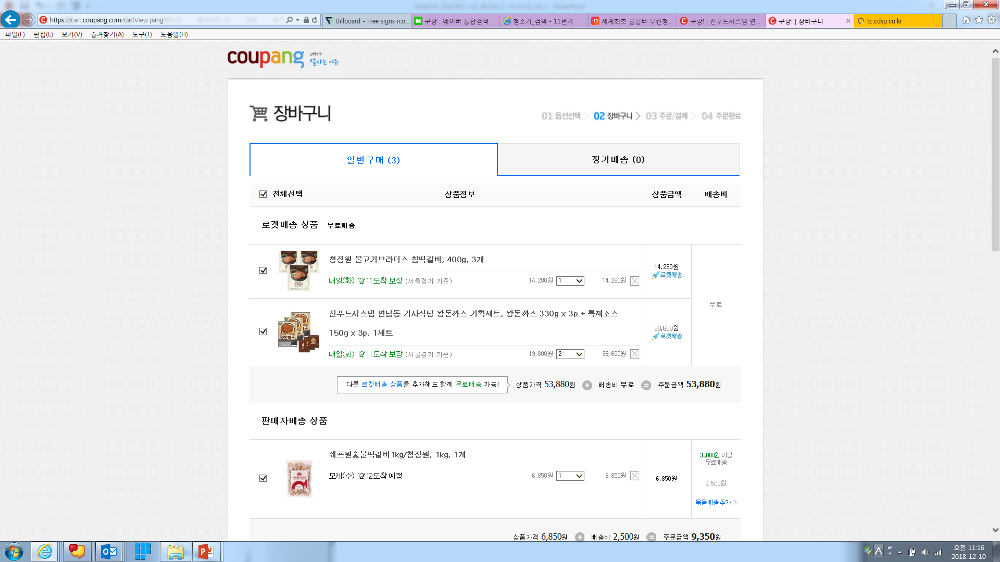 https://cart.coupang.com/cartView.pang
Billboard - Free signs ico...
쿠팡 : 네이버 통합검색
청소기_검색 - 11번가
세계최초 물필터 무선청...
쿠팡! | 진푸드시스템 연...
쿠팡! | 장바구니
tc.cdsp.co.kr
파일(F) 편집(E) 보기(V) 즐겨찾기(A) 도구(T) 도움말(H)
coupang 내가 잘사는 이유
장바구니
01 옵션선택 02 장바구니 03 주문/결제 04 주문완료
일반구매 (3) 정기배송 (0)
전체선택 상품정보 상품금액 배송비
로켓배송 상품 무료배송
청정원 불고기브라더스 참떡갈비, 400g, 3개
내일(화) 12/11 도착 보장 (서울경기 기준) 14,280원 1 14,280원
14,280원
로켓배송
무료
진푸드시스템 연남동 기사식당 왕돈까스 기획세트, 왕돈까스 330g x 3p + 특제소스
150g x 3p, 1세트
내일(화) 12/11 도착 보장 (서울경기 기준) 19,800원 2 39,600원
39,600원
로켓배송
다른 로켓배송 상품을 추가해도 함께 무료배송 가능! 상품가격 53,880원 배송비 무료 주문금액 53,880원
판매자배송 상품
쉐프원숯불떡갈비1kg/청정원, 1kg, 1개
모레(수) 12/12 도착 예정 6,850원 1 6,850원
6,850원
30,000원 이상
무료배송
2,500원
묶음배송추가 >
상품가격 6,850원 배송비 2,500원 주문금액 9,350원
A
오전 11:16
2018-12-10